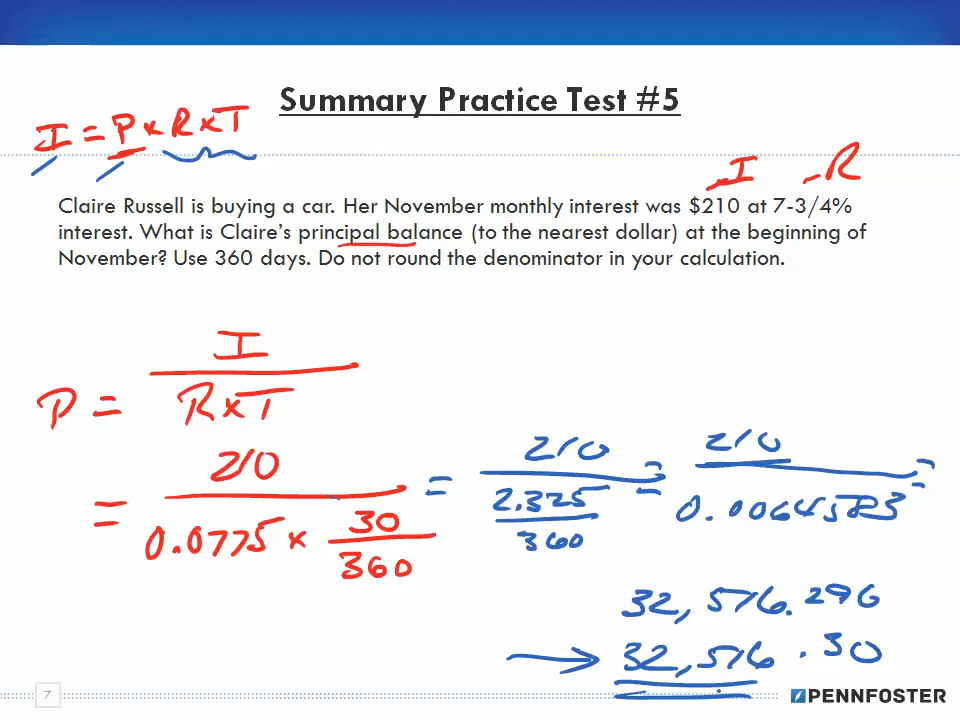 Summary Practice Test #5
I = P x R x T
I R
Claire Russell is buying a car. Her November monthly interest was $210 at 7-3/4%
interest. What is Claire's principal balance (to the nearest dollar) at the beginning of
November? Use 360 days. Do not round the denominator in your calculation.
P = I / R x T
= 210 / 0.0775 x 30/360 = 210 / 2.325/360 = 210 / 0.0064583 =
32,576.296
→ 32,576.30
7
PENNFOSTER